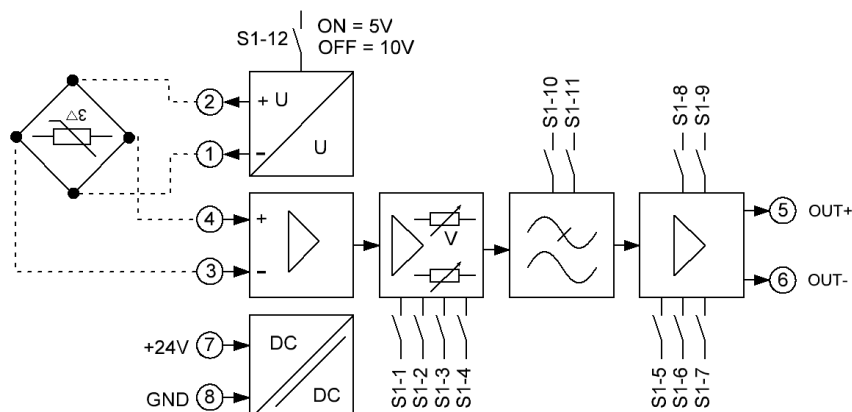 S1-12
ON = 5V
OFF = 10V
2
+ U
1
-
U
△ε
S1-10
S1-11
S1-8
S1-9
4
+
3
-
V
5
OUT+
6
OUT-
+24V
7
DC
GND
8
DC
S1-1
S1-2
S1-3
S1-4
S1-5
S1-6
S1-7